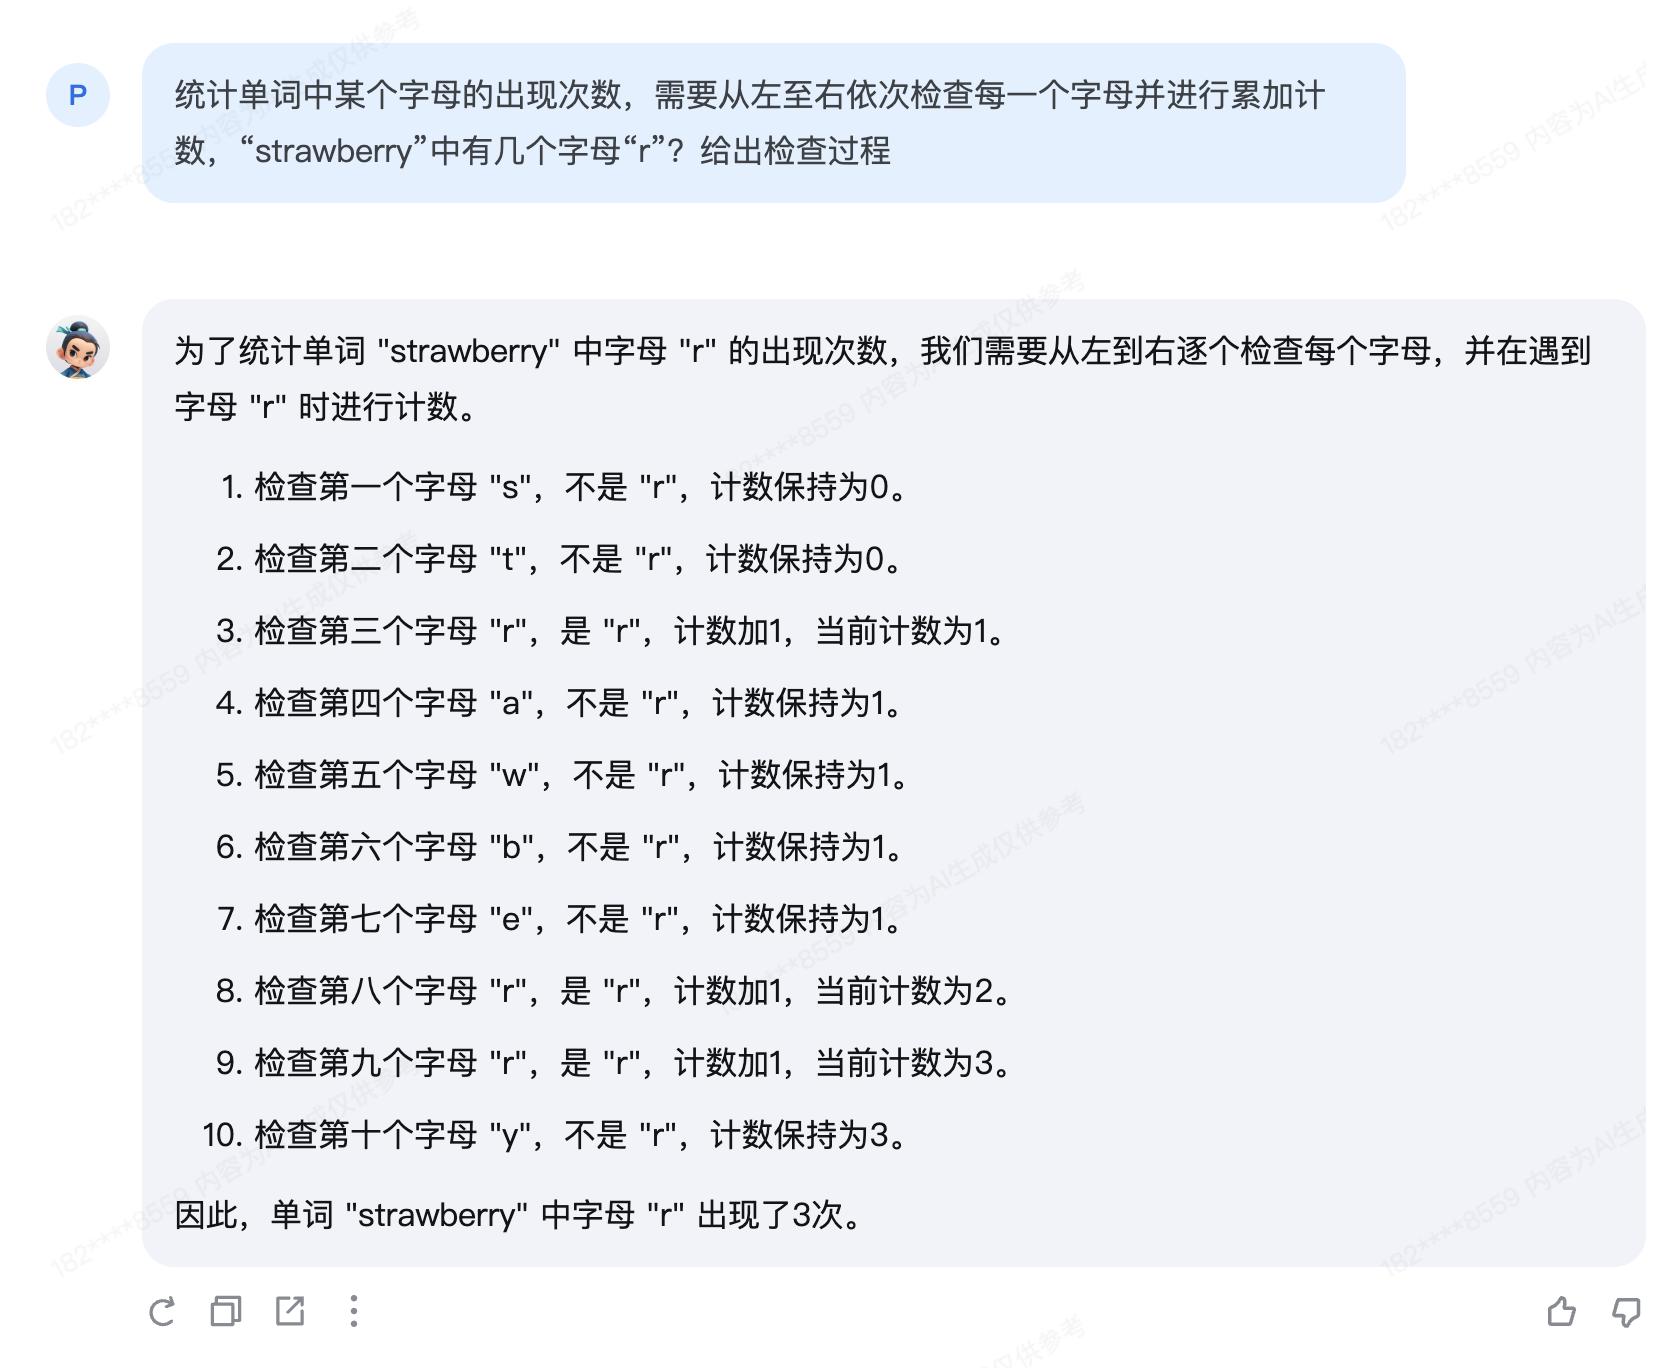 P
统计单词中某个字母的出现次数，需要从左至右依次检查每一个字母并进行累加计
数，“strawberry”中有几个字母“r”？给出检查过程
为了统计单词 "strawberry" 中字母 "r" 的出现次数，我们需要从左到右逐个检查每个字母，并在遇到
字母 "r" 时进行计数。
1. 检查第一个字母 "s"，不是 "r"，计数保持为0。
2. 检查第二个字母 "t"，不是 "r"，计数保持为0。
3. 检查第三个字母 "r"，是 "r"，计数加1，当前计数为1。
4. 检查第四个字母 "a"，不是 "r"，计数保持为1。
5. 检查第五个字母 "w"，不是 "r"，计数保持为1。
6. 检查第六个字母 "b"，不是 "r"，计数保持为1。
7. 检查第七个字母 "e"，不是 "r"，计数保持为1。
8. 检查第八个字母 "r"，是 "r"，计数加1，当前计数为2。
9. 检查第九个字母 "r"，是 "r"，计数加1，当前计数为3。
10. 检查第十个字母 "y"，不是 "r"，计数保持为3。
因此，单词 "strawberry" 中字母 "r" 出现了3次。
182****8559 内容为AI生成仅供参考